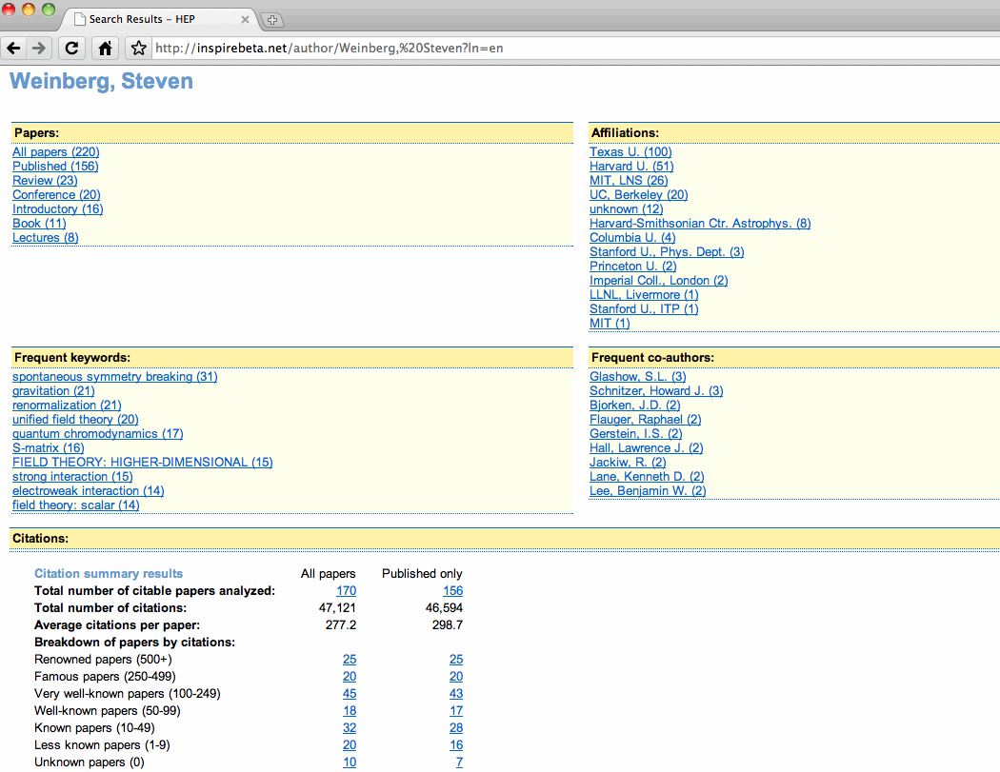 Search Results – HEP
http://inspirebeta.net/author/Weinberg,%20Steven?ln=en
Weinberg, Steven
Papers:
All papers (220)
Published (156)
Review (23)
Conference (20)
Introductory (16)
Book (11)
Lectures (8)
Affiliations:
Texas U. (100)
Harvard U. (51)
MIT, LNS (26)
UC, Berkeley (20)
unknown (12)
Harvard-Smithsonian Ctr. Astrophys. (8)
Columbia U. (4)
Stanford U., Phys. Dept. (3)
Princeton U. (2)
Imperial Coll., London (2)
LLNL, Livermore (1)
Stanford U., ITP (1)
MIT (1)
Frequent keywords:
spontaneous symmetry breaking (31)
gravitation (21)
renormalization (21)
unified field theory (20)
quantum chromodynamics (17)
S-matrix (16)
FIELD THEORY: HIGHER-DIMENSIONAL (15)
strong interaction (15)
electroweak interaction (14)
field theory: scalar (14)
Frequent co-authors:
Glashow, S.L. (3)
Schnitzer, Howard J. (3)
Bjorken, J.D. (2)
Flauger, Raphael (2)
Gerstein, I.S. (2)
Hall, Lawrence J. (2)
Jackiw, R. (2)
Lane, Kenneth D. (2)
Lee, Benjamin W. (2)
Citations:
Citation summary results All papers Published only
Total number of citable papers analyzed: 170 156
Total number of citations: 47,121 46,594
Average citations per paper: 277.2 298.7
Breakdown of papers by citations:
Renowned papers (500+) 25 25
Famous papers (250-499) 20 20
Very well-known papers (100-249) 45 43
Well-known papers (50-99) 18 17
Known papers (10-49) 32 28
Less known papers (1-9) 20 16
Unknown papers (0) 10 7